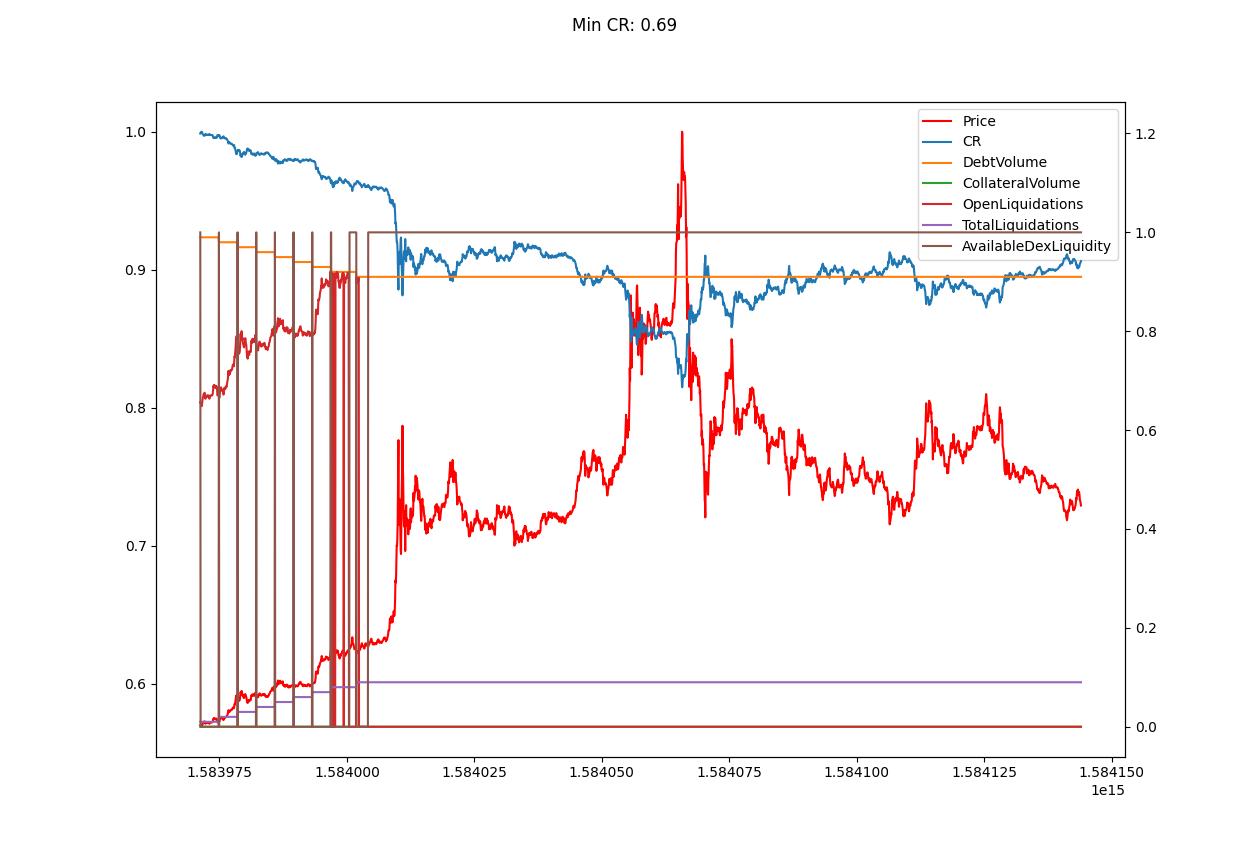 Min CR: 0.69
1.0
0.9
0.8
0.7
0.6
1.2
1.0
0.8
0.6
0.4
0.2
0.0
Price
CR
DebtVolume
CollateralVolume
OpenLiquidations
TotalLiquidations
AvailableDexLiquidity
1.583975 1.584000 1.584025 1.584050 1.584075 1.584100 1.584125 1.584150
1e15